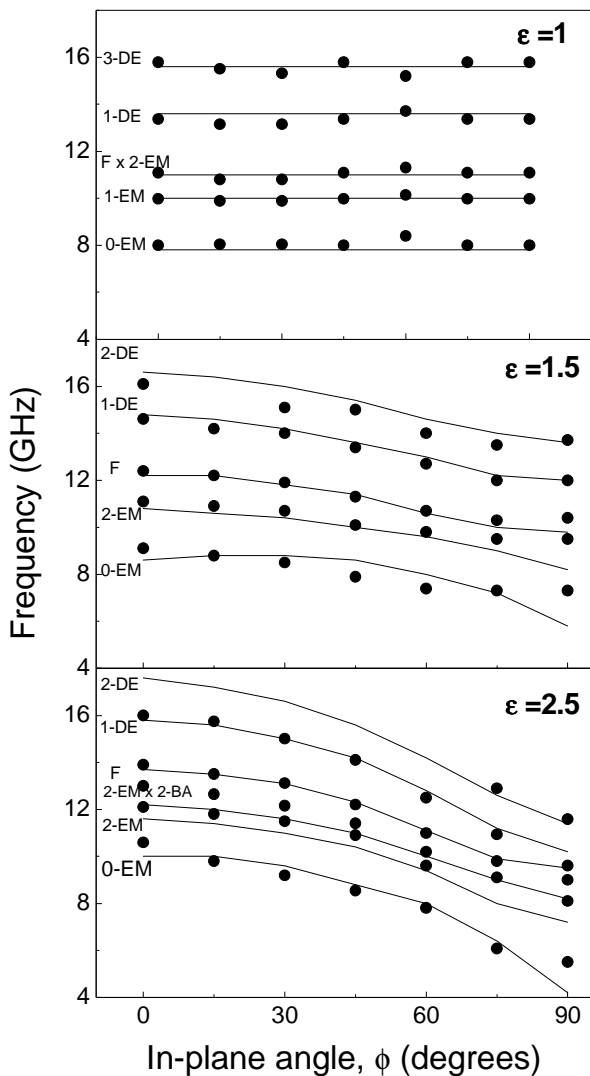 ε =1
16
3-DE
1-DE
12
F x 2-EM
1-EM
8
0-EM
4
2-DE
ε =1.5
16
1-DE
F
12
2-EM
8
0-EM
4
2-DE
ε =2.5
16
1-DE
F
2-EM x 2-BA
12
2-EM
0-EM
8
4
0 30 60 90
Frequency (GHz)
In-plane angle, ϕ (degrees)